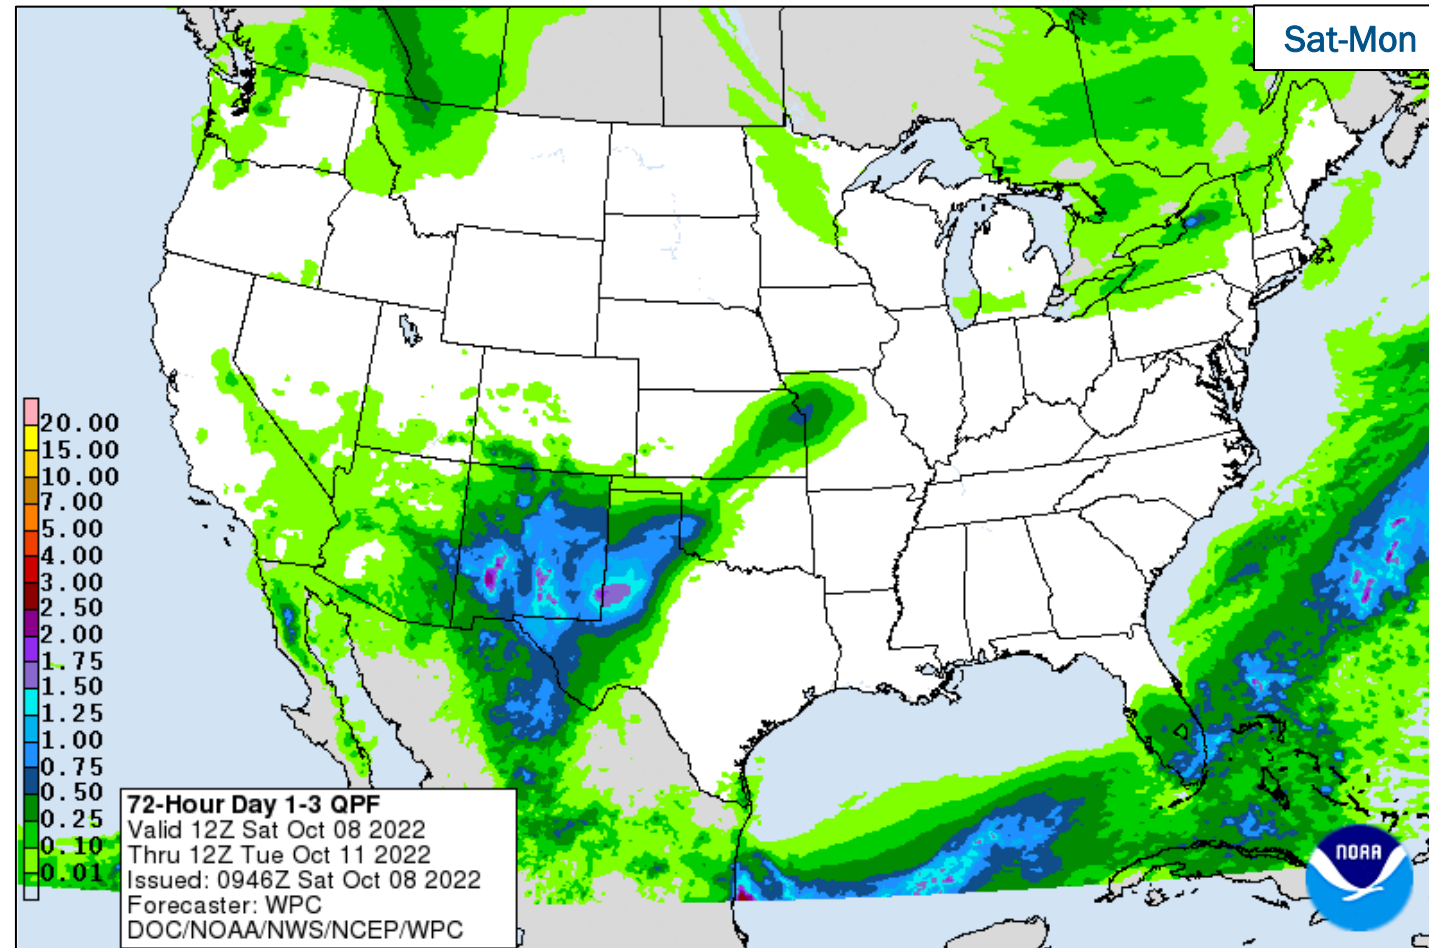 Sat-Mon
20.00
15.00
10.00
7.00
5.00
4.00
3.00
2.50
2.00
1.75
1.50
1.25
1.00
0.75
0.50
0.25
0.10
0.01
72-Hour Day 1-3 QPF
Valid 12Z Sat Oct 08 2022
Thru 12Z Tue Oct 11 2022
Issued: 0946Z Sat Oct 08 2022
Forecaster: WPC
DOC/NOAA/NWS/NCEP/WPC
NOAA